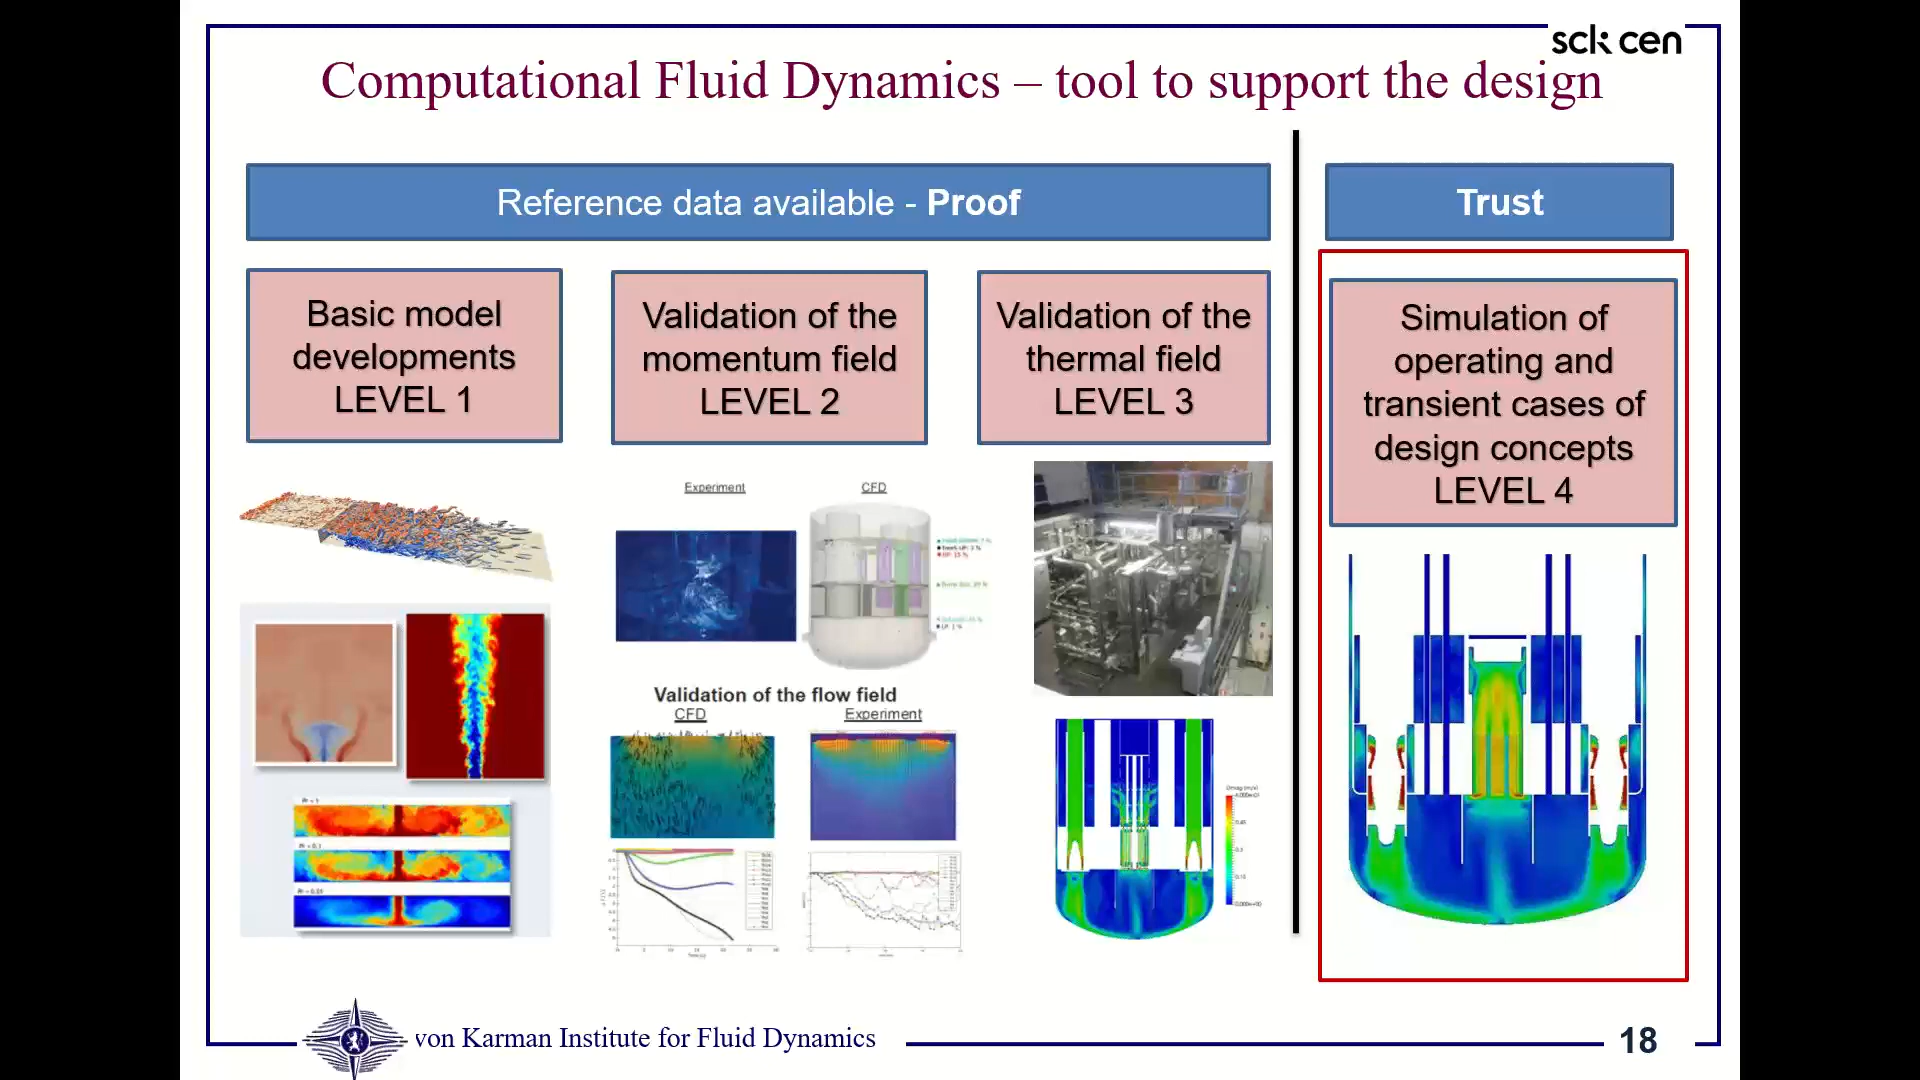 sck cen
Computational Fluid Dynamics – tool to support the design
Reference data available - Proof
Trust
Basic model
developments
LEVEL 1
Validation of the
momentum field
LEVEL 2
Validation of the
thermal field
LEVEL 3
Simulation of
operating and
transient cases of
design concepts
LEVEL 4
Experiment
CFD
Validation of the flow field
CFD
Experiment
von Karman Institute for Fluid Dynamics
18